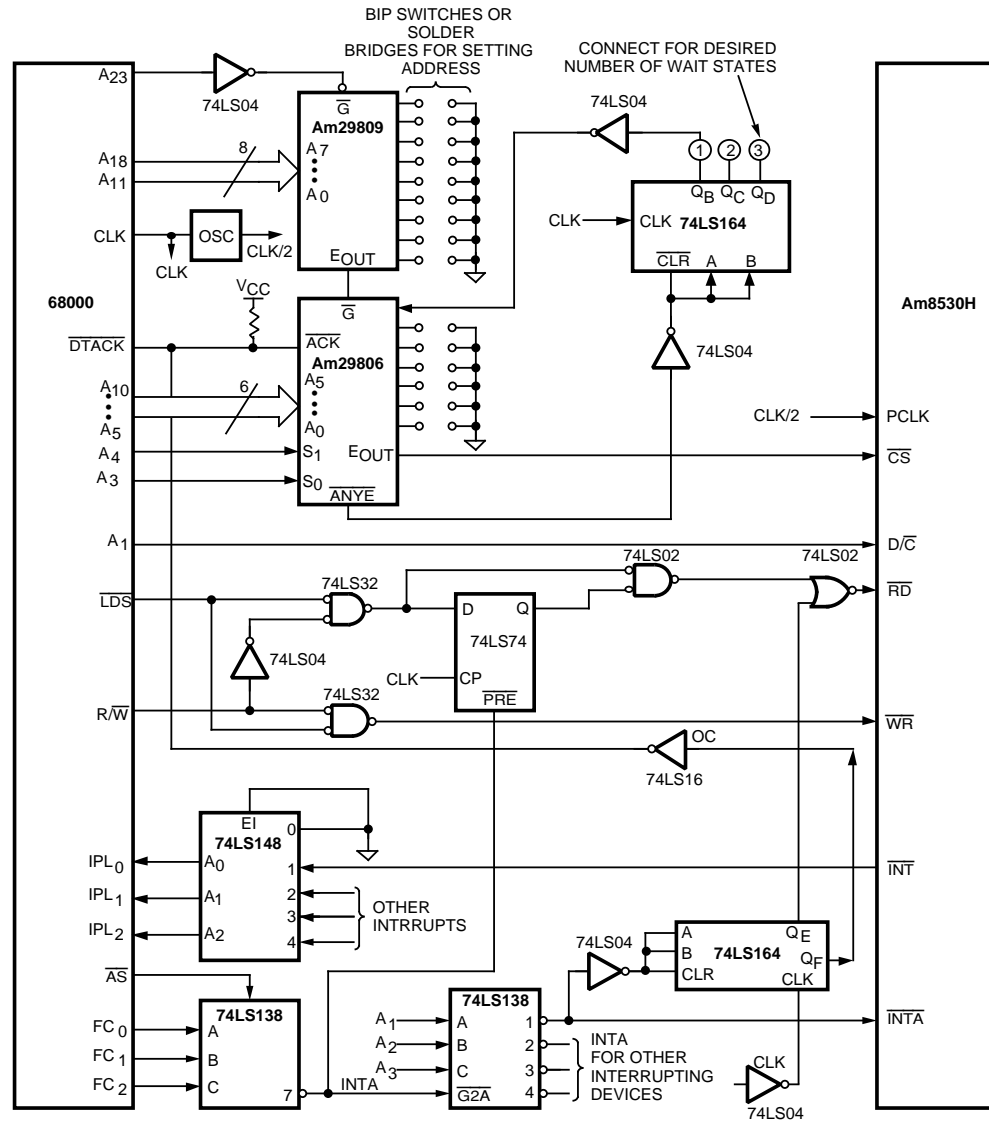 BIP SWITCHES OR
SOLDER
BRIDGES FOR SETTING
ADDRESS
CONNECT FOR DESIRED
NUMBER OF WAIT STATES
A23
74LS04
G
Am29809
A7
A0
EOUT
8
A18
A11
CLK
OSC
CLK/2
CLK
VCC
74LS04
1
2
3
QB
QC
QD
CLK
CLK
74LS164
CLR
A
B
74LS04
68000
Am8530H
DTACK
G
ACK
Am29806
A5
A0
S1
S0
EOUT
ANYE
A10
A5
6
A4
A3
CLK/2
PCLK
CS
A1
D/C
LDS
74LS32
74LS02
74LS02
RD
D
Q
74LS74
CP
PRE
CLK
74LS04
R/W
74LS32
WR
OC
74LS16
EI
0
74LS148
A0
A1
A2
1
2
3
4
OTHER
INTRRUPTS
IPL0
IPL1
IPL2
INT
AS
FC0
FC1
FC2
74LS138
A
B
C
7
INTA
74LS138
A1
A2
A3
A
B
C
G2A
1
2
3
4
INTA
FOR OTHER
INTERRUPTING
DEVICES
74LS04
A
B
CLR
QE
74LS164
QF
CLK
INTA
CLK
74LS04